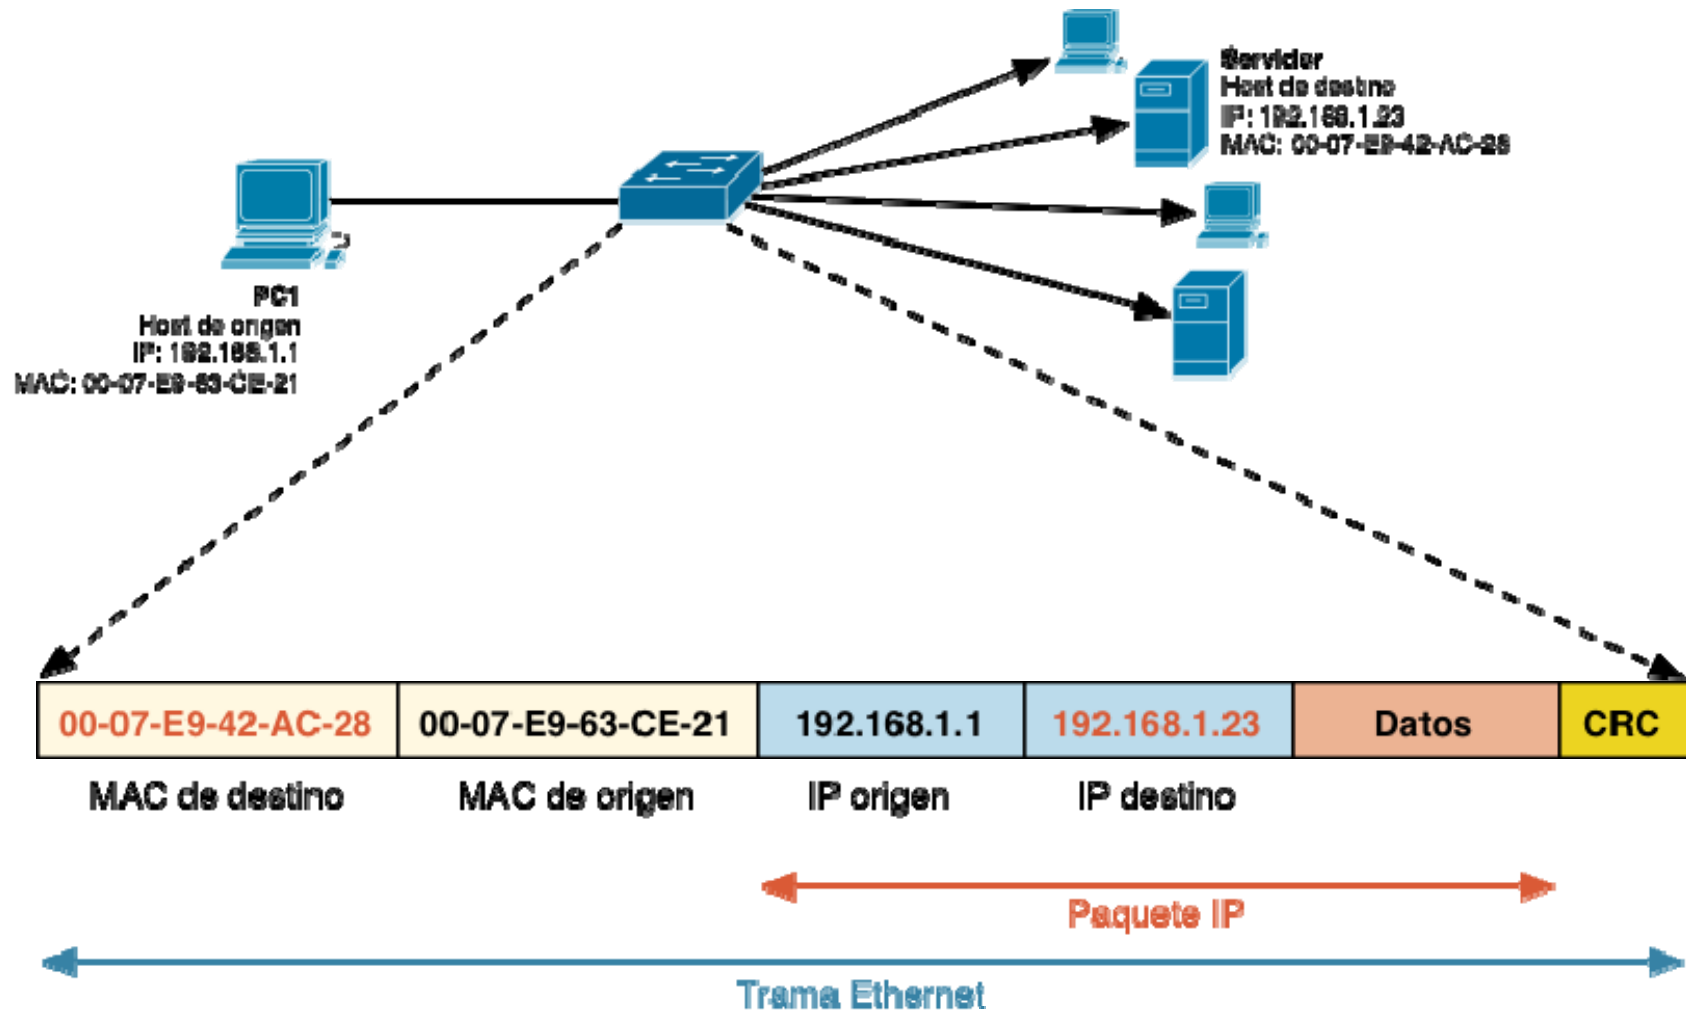 Servidor
Host de destino
IP: 192.168.1.23
MAC: 00-07-E9-42-AC-28
PC1
Host de origen
IP: 192.168.1.1
MAC: 00-07-E9-63-CE-21
00-07-E9-42-AC-28 00-07-E9-63-CE-21 192.168.1.1 192.168.1.23 Datos CRC
MAC de destino MAC de origen IP origen IP destino
Paquete IP
Trama Ethernet